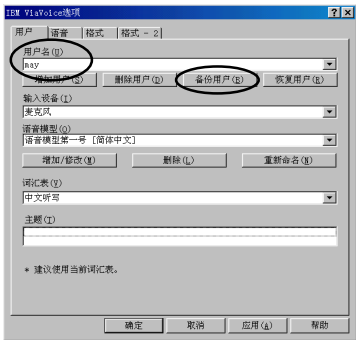 IBM ViaVoice选项
用户 语音 格式 格式 - 2
用户名(U)
may
增加用户(S) 删除用户(D) 备份用户(B) 恢复用户(R)
输入设备(I)
麦克风
语音模型(O)
语音模型第一号 [简体中文]
增加/修改(M) 删除(L) 重新命名(N)
词汇表(V)
中文听写
主题(T)
* 建议使用当前词汇表。
确定 取消 应用(A) 帮助